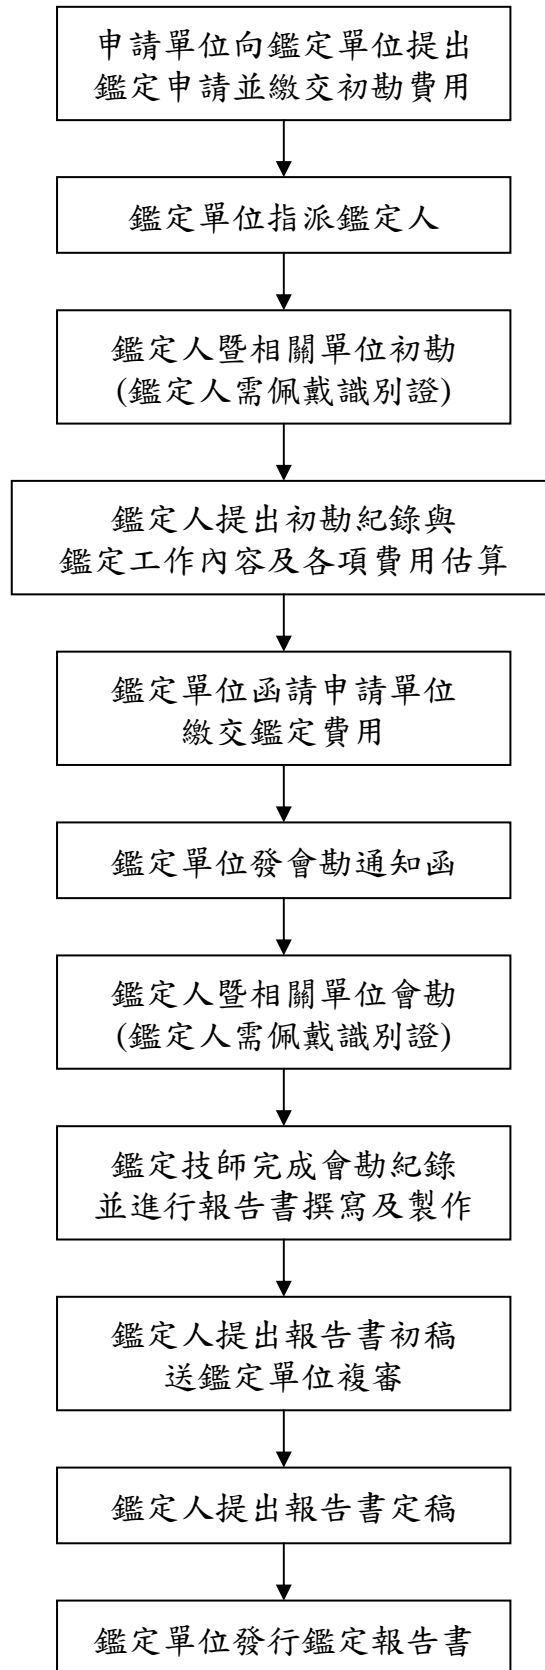 申請單位向鑑定單位提出
鑑定申請並繳交初勘費用
鑑定單位指派鑑定人
鑑定人暨相關單位初勘
(鑑定人需佩戴識別證)
鑑定人提出初勘紀錄與
鑑定工作內容及各項費用估算
鑑定單位函請申請單位
繳交鑑定費用
鑑定單位發會勘通知函
鑑定人暨相關單位會勘
(鑑定人需佩戴識別證)
鑑定技師完成會勘紀錄
並進行報告書撰寫及製作
鑑定人提出報告書初稿
送鑑定單位複審
鑑定人提出報告書定稿
鑑定單位發行鑑定報告書